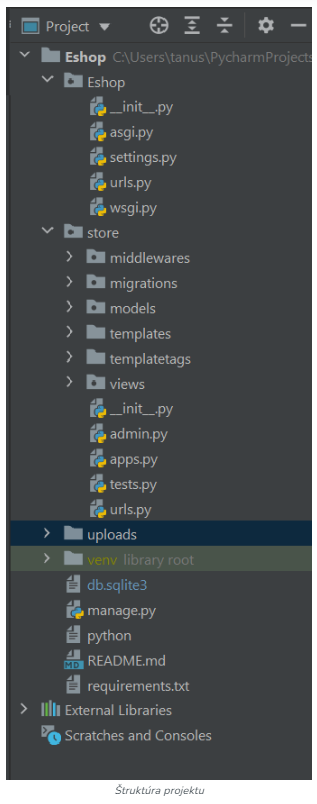 Project
Eshop C:\Users\tanus\PycharmProjects
Eshop
__init__.py
asgi.py
settings.py
urls.py
wsgi.py
store
middlewares
migrations
models
templates
templatetags
views
__init__.py
admin.py
apps.py
tests.py
urls.py
uploads
venv library root
db.sqlite3
manage.py
python
MD README.md
requirements.txt
External Libraries
Scratches and Consoles
Štruktúra projektu